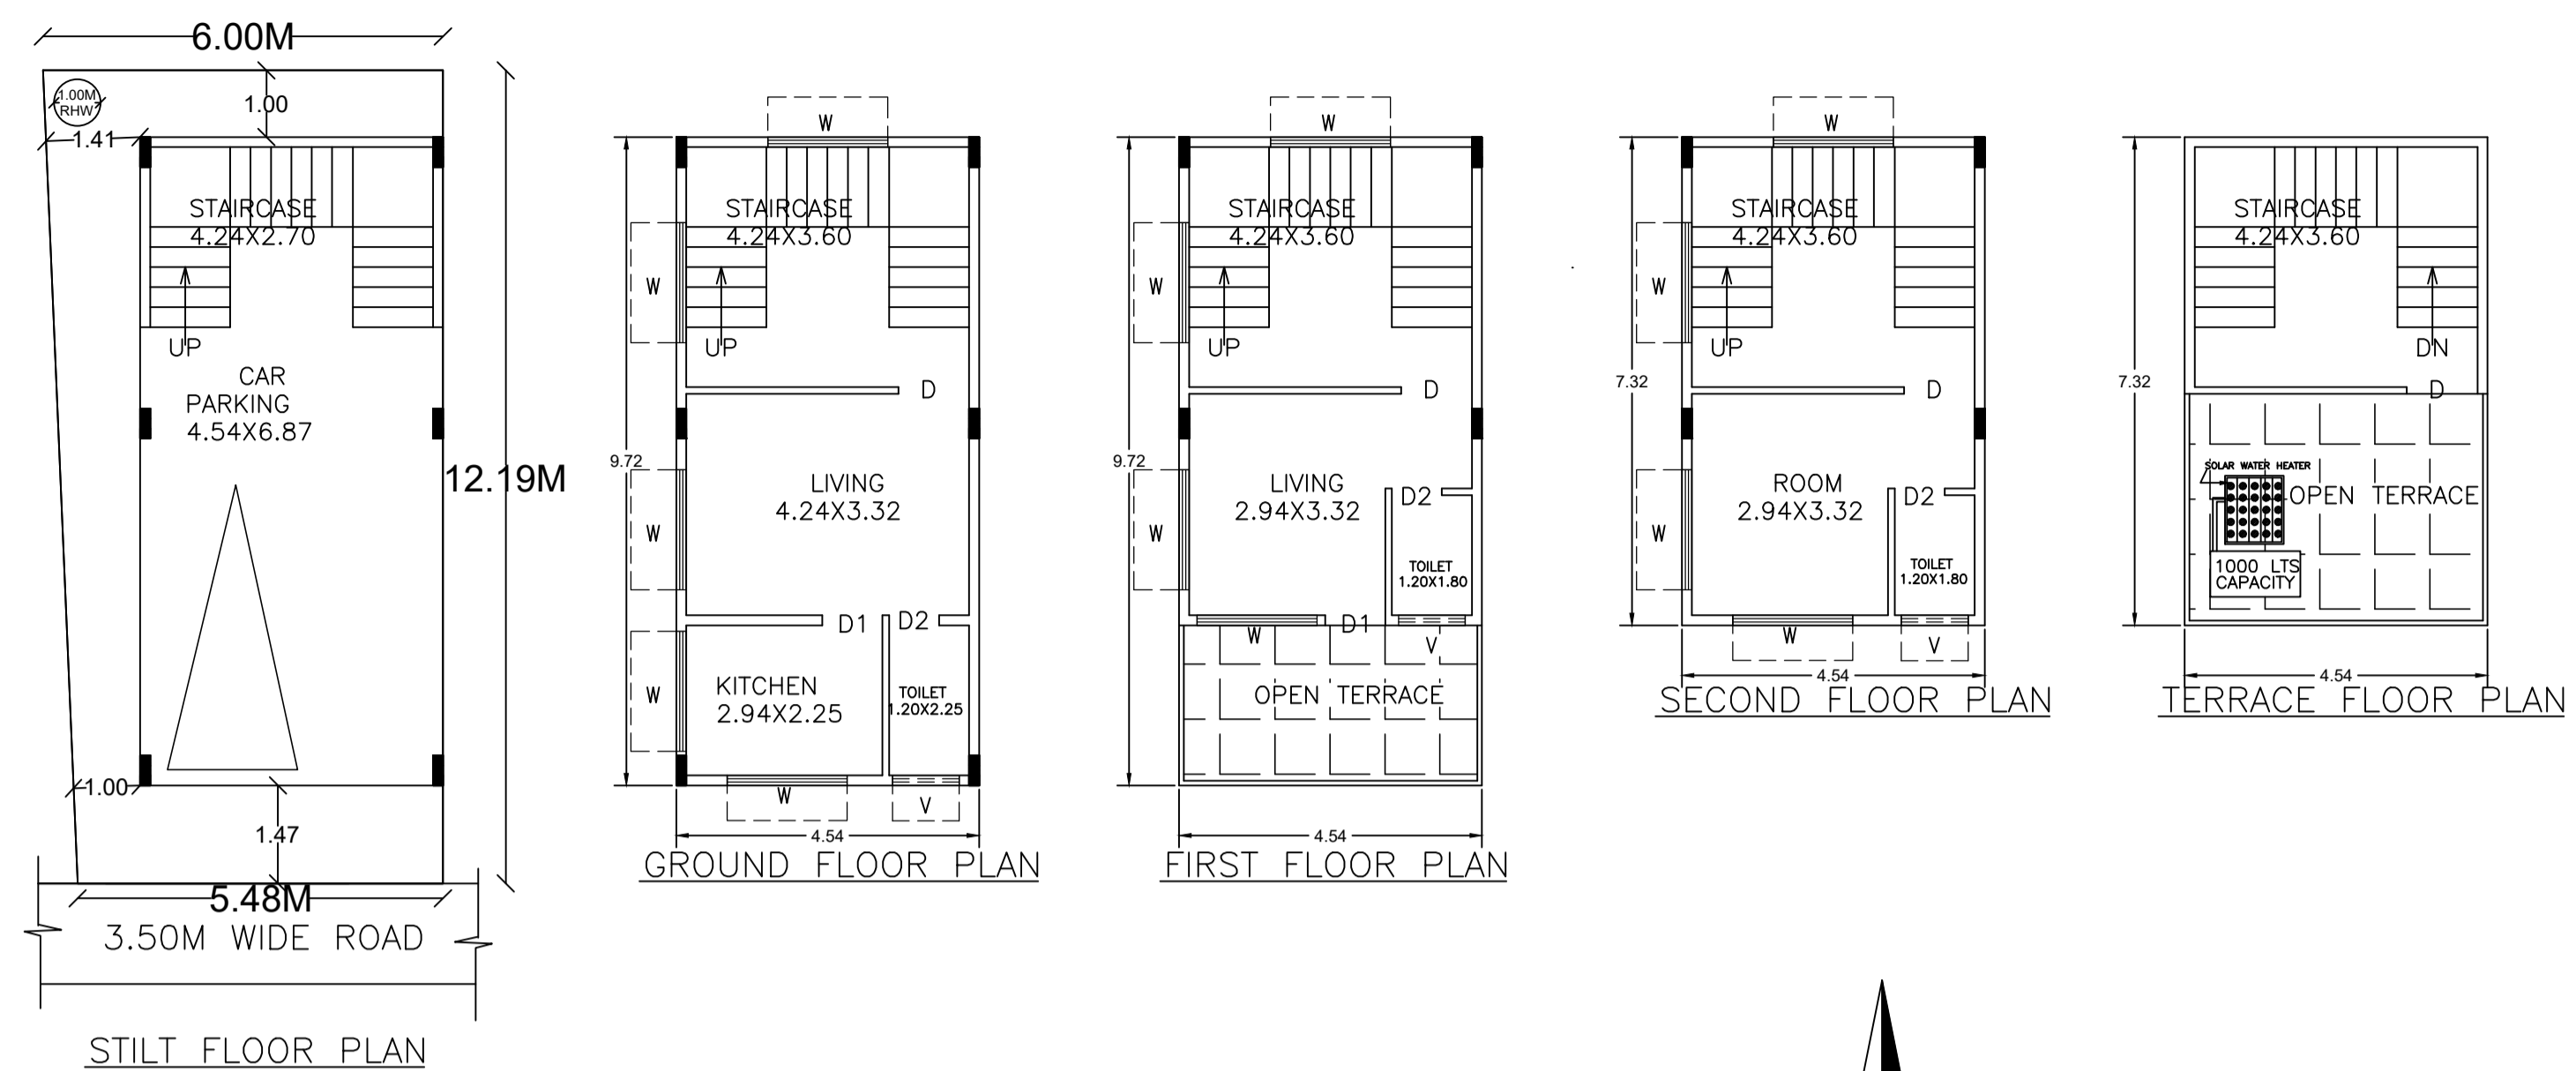 6.00M
1.00M
RHW
1.00
1.41
STAIRCASE
4.24X2.70
UP
CAR
PARKING
4.54X6.87
12.19M
1.00
1.47
5.48M
3.50M WIDE ROAD
STILT FLOOR PLAN
W
STAIRCASE
4.24X3.60
W
UP
D
9.72
LIVING
4.24X3.32
W
D1
D2
W
KITCHEN
2.94X2.25
TOILET
1.20X2.25
W
V
4.54
GROUND FLOOR PLAN
W
STAIRCASE
4.24X3.60
W
UP
D
9.72
LIVING
2.94X3.32
D2
W
TOILET
1.20X1.80
W
D1
V
OPEN TERRACE
4.54
FIRST FLOOR PLAN
W
STAIRCASE
4.24X3.60
W
UP
7.32
D
ROOM
2.94X3.32
D2
W
TOILET
1.20X1.80
W
V
4.54
SECOND FLOOR PLAN
STAIRCASE
4.24X3.60
DN
7.32
D
SOLAR WATER HEATER
OPEN TERRACE
1000 LTS
CAPACITY
4.54
TERRACE FLOOR PLAN